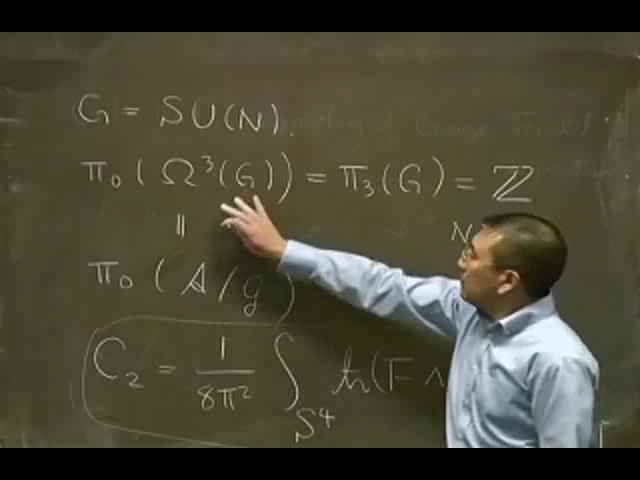 G = SU(N).
π₀(Ω³(G)) = π₃(G) = ℤ
‖ N
π₀(𝔸/g)
C₂ = 1/8π² ∫S⁴ tr(F ∧